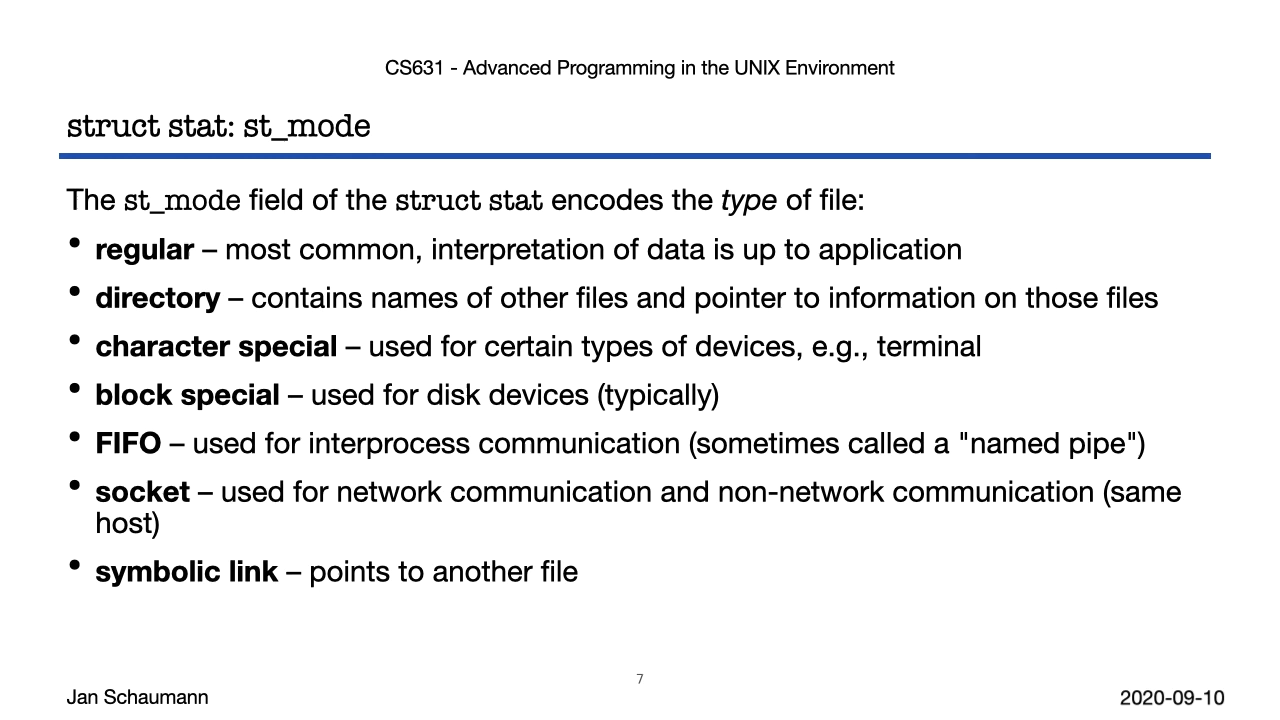 CS631 - Advanced Programming in the UNIX Environment
struct stat: st_mode
The st_mode field of the struct stat encodes the type of file:
• regular – most common, interpretation of data is up to application
• directory – contains names of other files and pointer to information on those files
• character special – used for certain types of devices, e.g., terminal
• block special – used for disk devices (typically)
• FIFO – used for interprocess communication (sometimes called a "named pipe")
• socket – used for network communication and non-network communication (same
host)
• symbolic link – points to another file
7
Jan Schaumann
2020-09-10